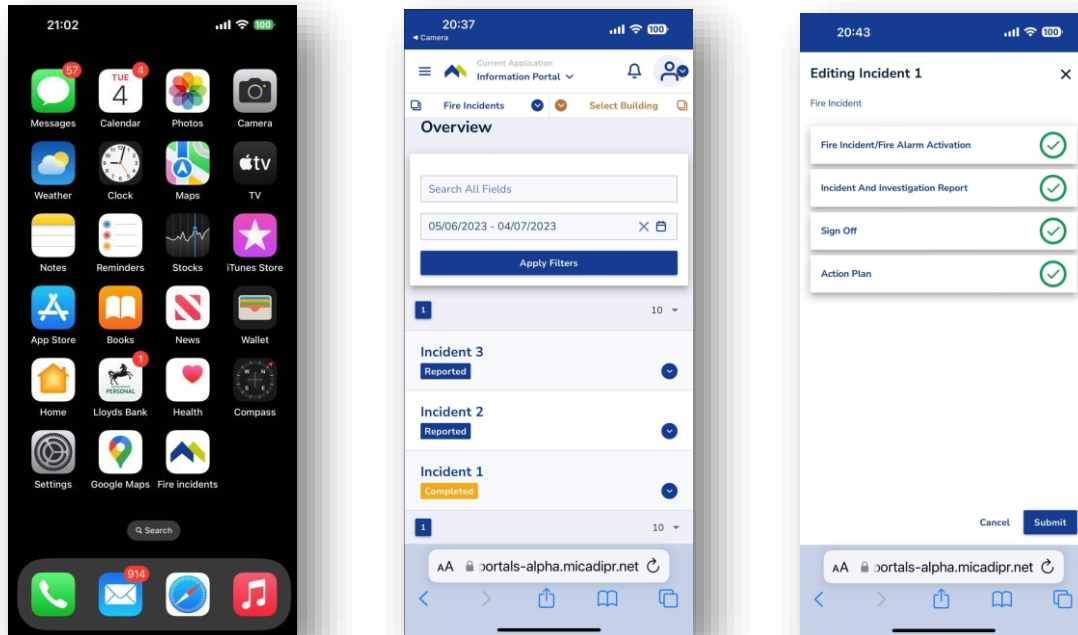 21:02
100
57
TUE 4
4
Messages Calendar Photos Camera
tv
Weather Clock Maps TV
Notes Reminders Stocks iTunes Store
1
PERSONAL
App Store Books News Wallet
Home Lloyds Bank Health Compass
Settings Google Maps Fire incidents
Search
914
20:37
100
Camera
Current Application
Information Portal
Fire Incidents Select Building
Overview
Search All Fields
05/06/2023 - 04/07/2023
Apply Filters
1 10
Incident 3
Reported
Incident 2
Reported
Incident 1
Completed
1 10
AA portals-alpha.micadipr.net
20:43
100
Editing Incident 1
Fire Incident
Fire Incident/Fire Alarm Activation
Incident And Investigation Report
Sign Off
Action Plan
Cancel Submit
AA portals-alpha.micadipr.net